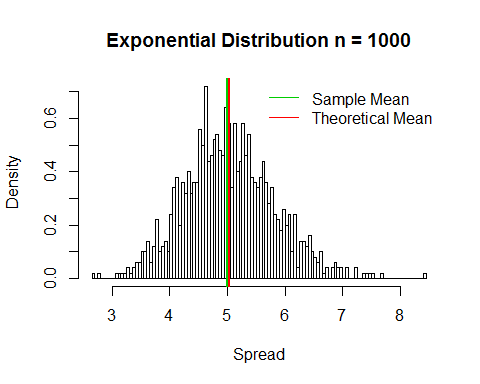 Exponential Distribution n = 1000
Sample Mean
Theoretical Mean
Density
0.0
0.2
0.4
0.6
3 4 5 6 7 8
Spread